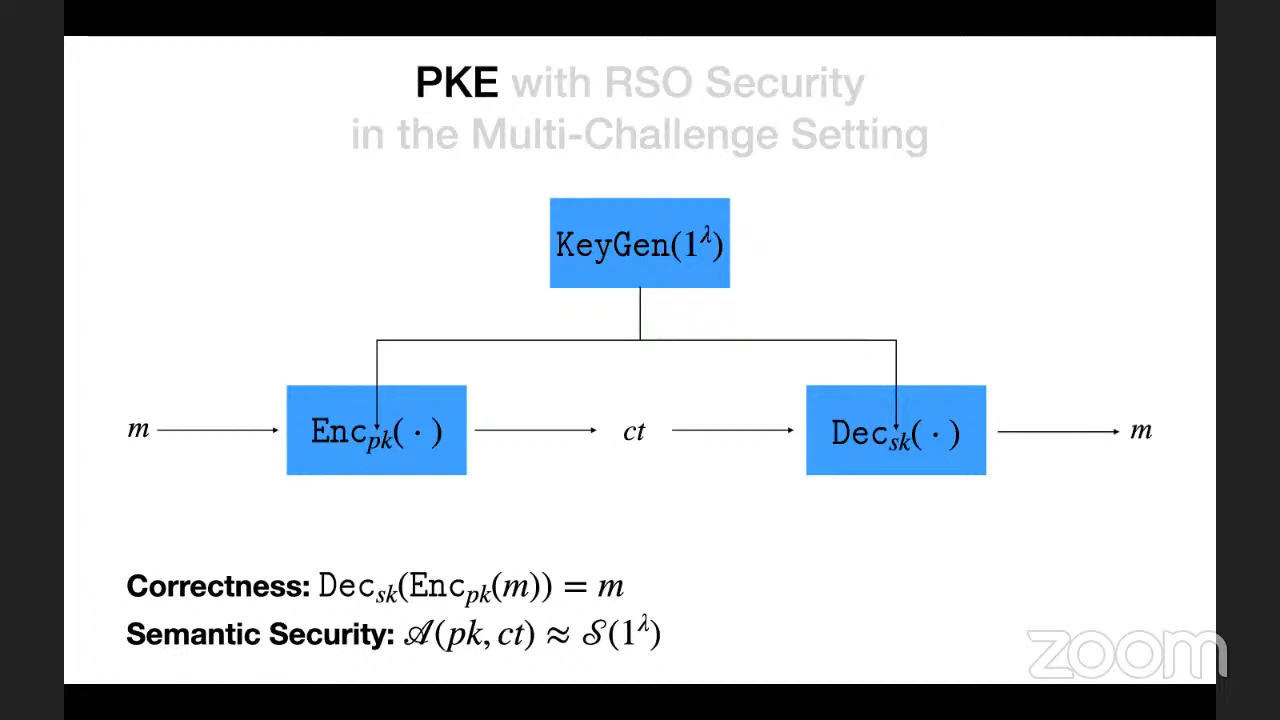 PKE with RSO Security
in the Multi-Challenge Setting
KeyGen(1^λ)
m
Enc_pk(·)
ct
Dec_sk(·)
m
Correctness: Dec_sk(Enc_pk(m)) = m
Semantic Security: 𝒜(pk, ct) ≈ 𝒮(1^λ)
zoom